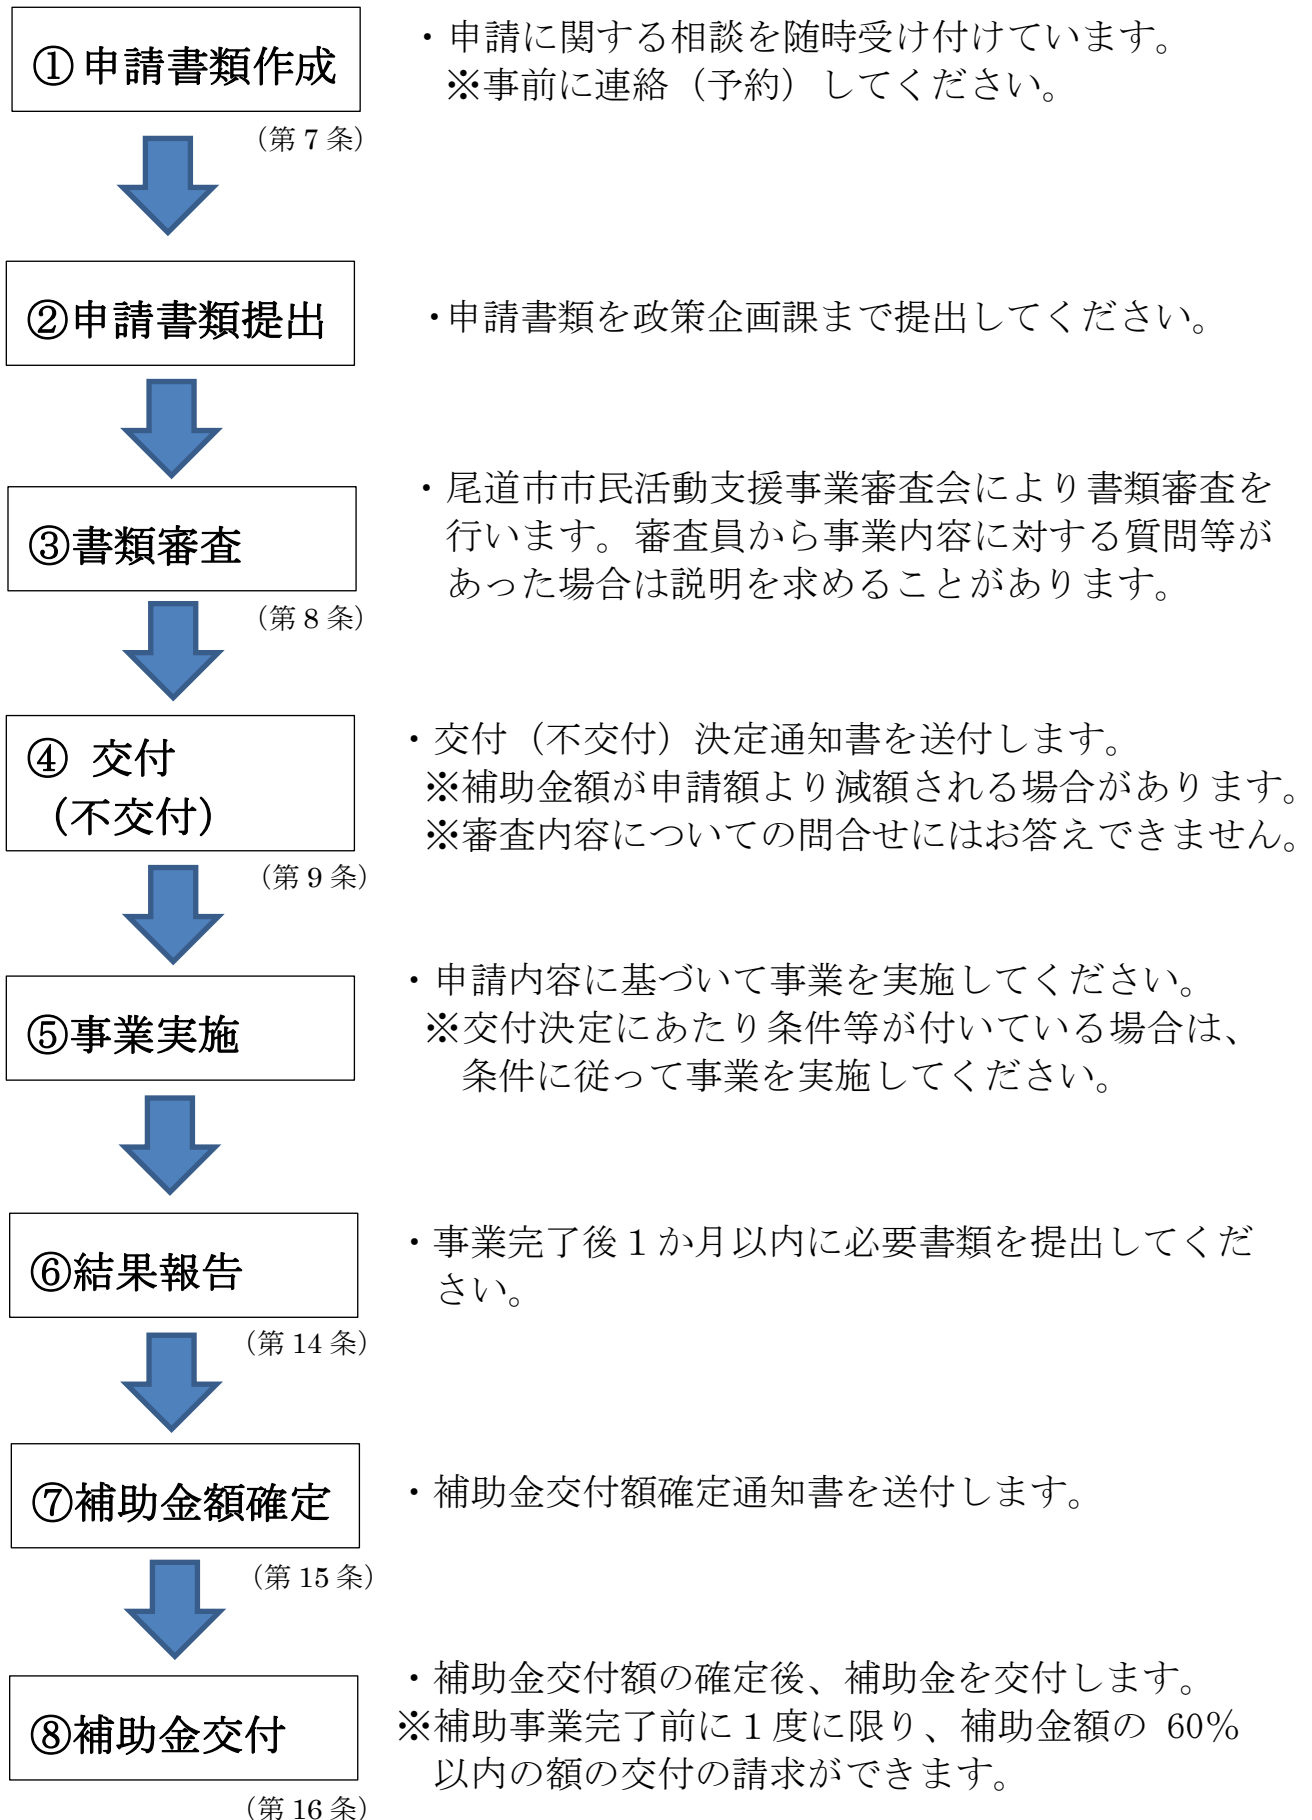 ①申請書類作成
・申請に関する相談を随時受け付けています。
※事前に連絡（予約）してください。
（第 7 条）
②申請書類提出
・申請書類を政策企画課まで提出してください。
③書類審査
・尾道市市民活動支援事業審査会により書類審査を
行います。審査員から事業内容に対する質問等が
あった場合は説明を求めることがあります。
（第 8 条）
④ 交付
（不交付）
・交付（不交付）決定通知書を送付します。
※補助金額が申請額より減額される場合があります。
※審査内容についての問合せにはお答えできません。
（第 9 条）
⑤事業実施
・申請内容に基づいて事業を実施してください。
※交付決定にあたり条件等が付いている場合は、
条件に従って事業を実施してください。
⑥結果報告
・事業完了後１か月以内に必要書類を提出してくだ
さい。
（第 14 条）
⑦補助金額確定
・補助金交付額確定通知書を送付します。
（第 15 条）
⑧補助金交付
・補助金交付額の確定後、補助金を交付します。
※補助事業完了前に１度に限り、補助金額の 60％
以内の額の交付の請求ができます。
（第 16 条）